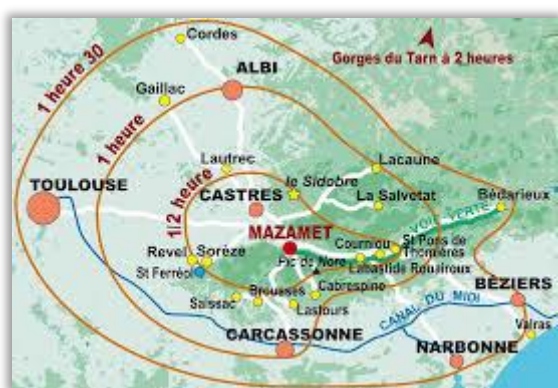 Cordes
Gorges du Tarn à 2 heures
1 heure 30
ALBI
Gaillac
1 heure
Lautrec
Lacaune
1/2 heure
le Sidobre
TOULOUSE
CASTRES
La Salvetat
Bédarieux
VOIE VERTE
MAZAMET
Courniou
St Pons de
Thomières
Revel
Sorèze
Pic de Nore
Labastide Rouairoux
St Ferréol
Cabrespine
Saissac
Brousses
Lastours
BÉZIERS
CANAL DU MIDI
Valras
CARCASSONNE
NARBONNE